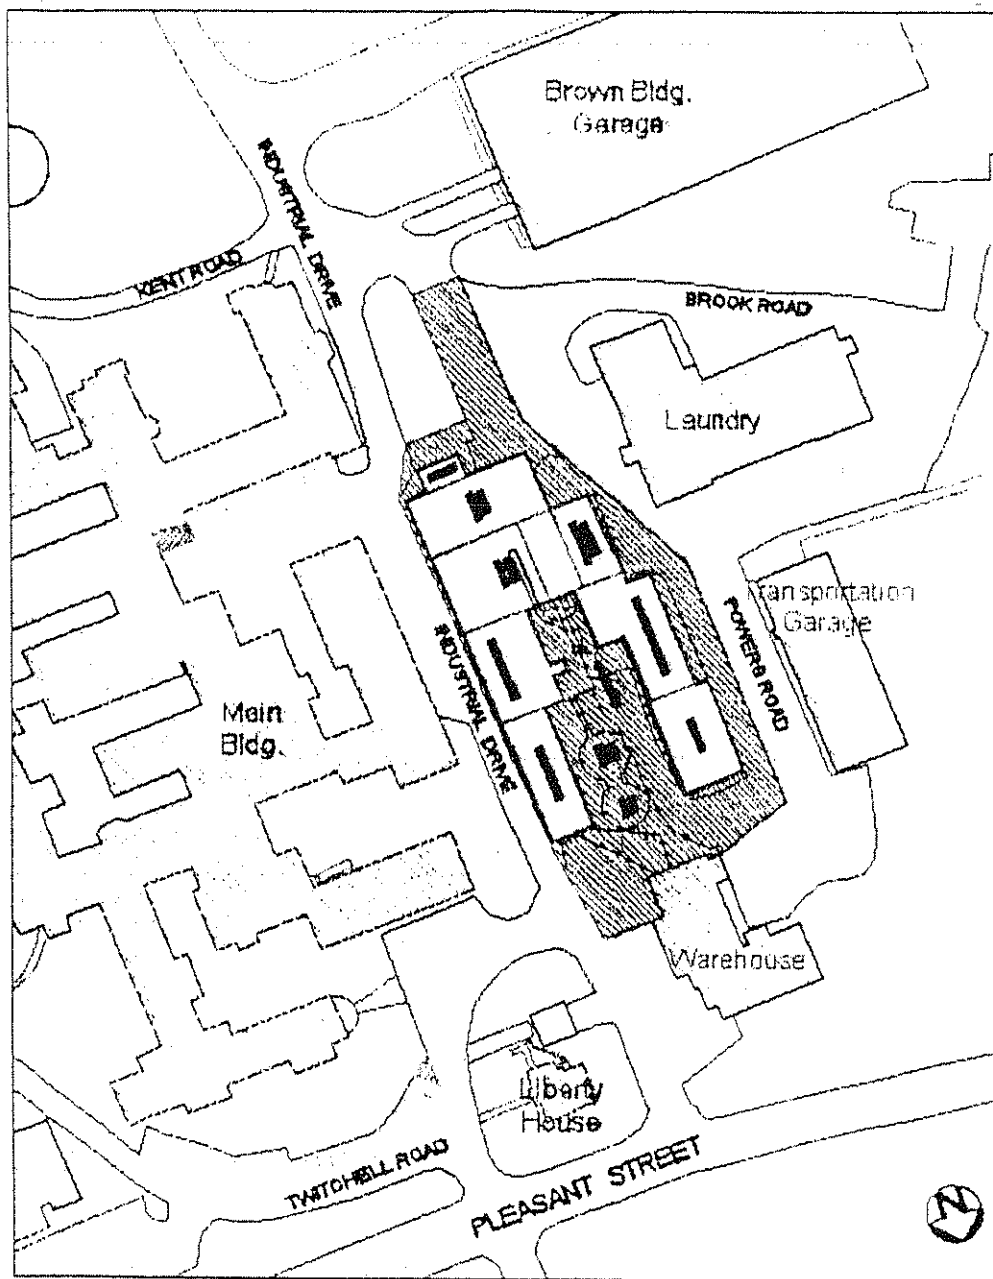 Brown Bldg.
Garage
INDUSTRIAL DRIVE
KENT ROAD
BROOK ROAD
Laundry
Transportation
Garage
POWERS ROAD
INDUSTRIAL DRIVE
Main
Bldg.
Warehouse
Liberty
House
TWITCHELL ROAD
PLEASANT STREET
N